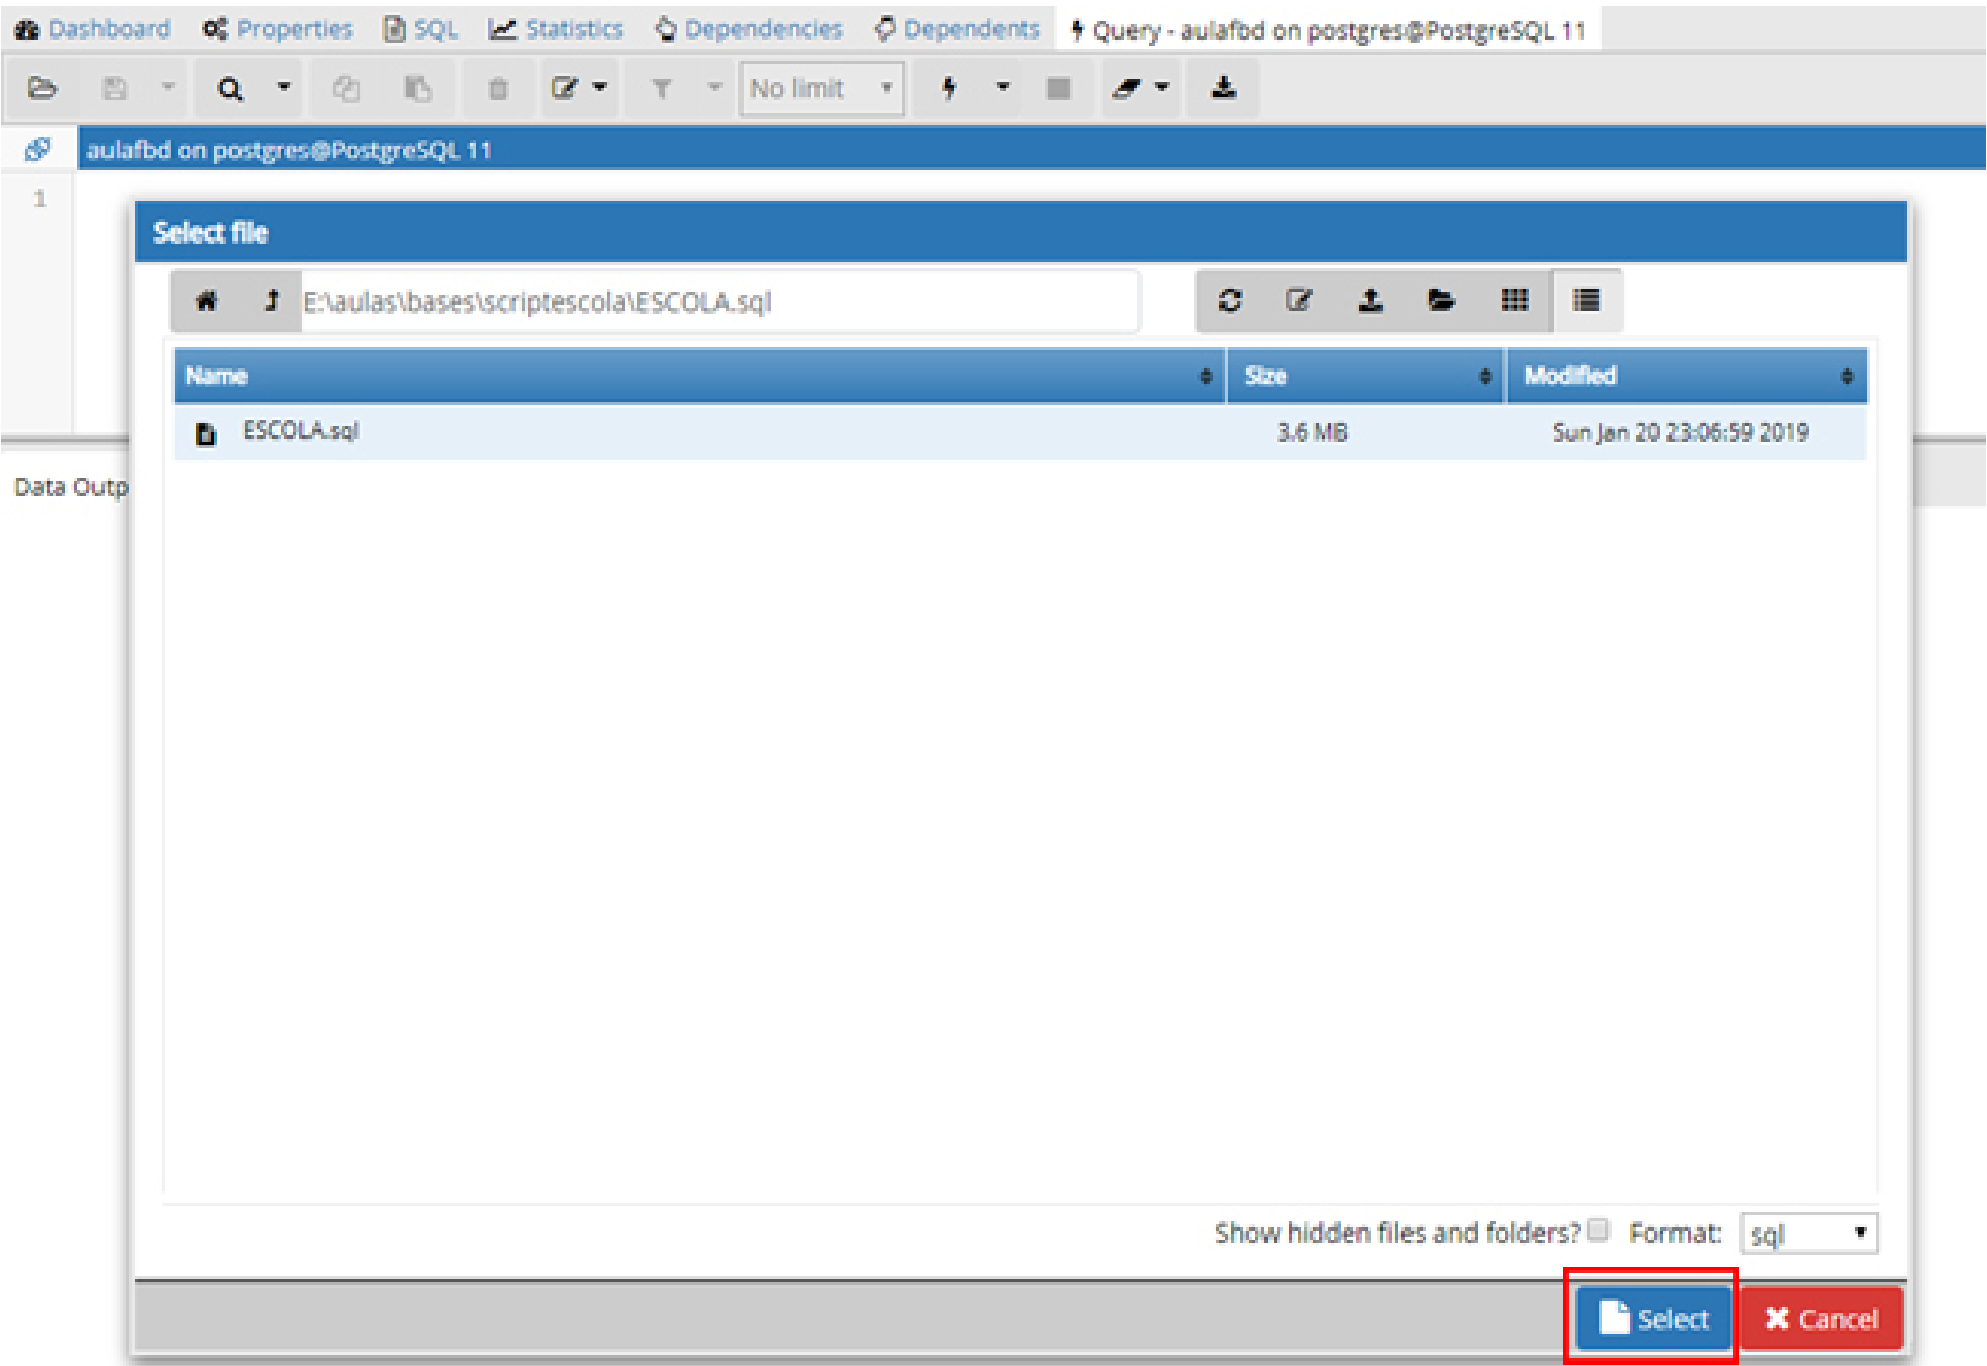 Dashboard Properties SQL Statistics Dependencies Dependents Query - aulafbd on postgres@PostgreSQL 11
No limit
aulafbd on postgres@PostgreSQL 11
1
Select file
E:\aulas\bases\scriptescola\ESCOLA.sql
Name Size Modified
ESCOLA.sql 3.6 MB Sun Jan 20 23:06:59 2019
Data Outp
Show hidden files and folders? Format: sql
Select Cancel